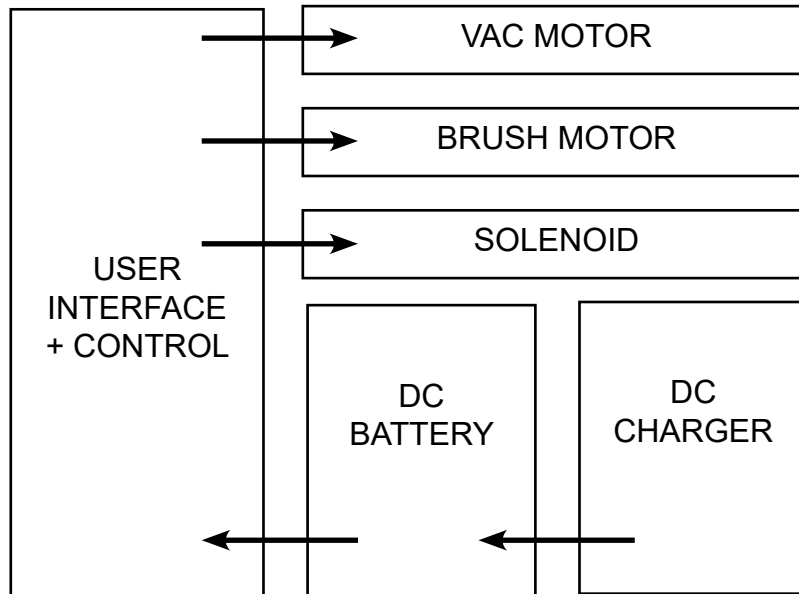 VAC MOTOR
BRUSH MOTOR
SOLENOID
USER
INTERFACE
+ CONTROL
DC
BATTERY
DC
CHARGER